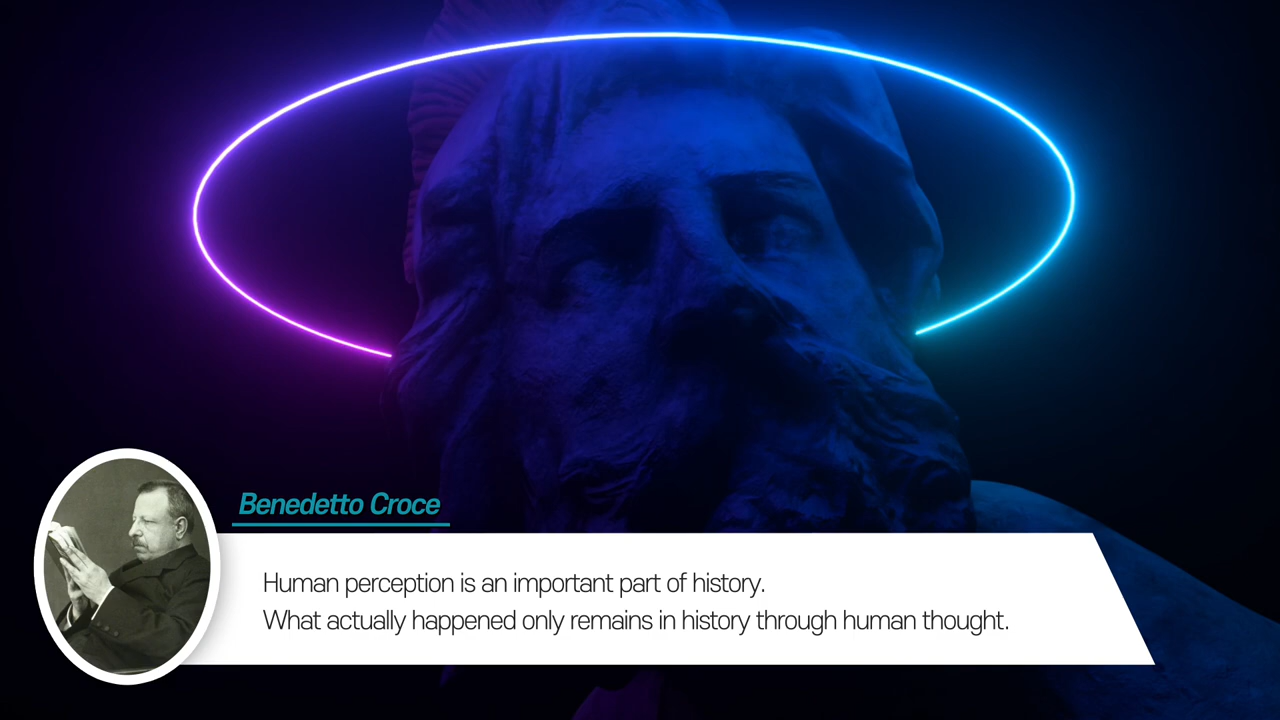 Benedetto Croce
Human perception is an important part of history.
What actually happened only remains in history through human thought.